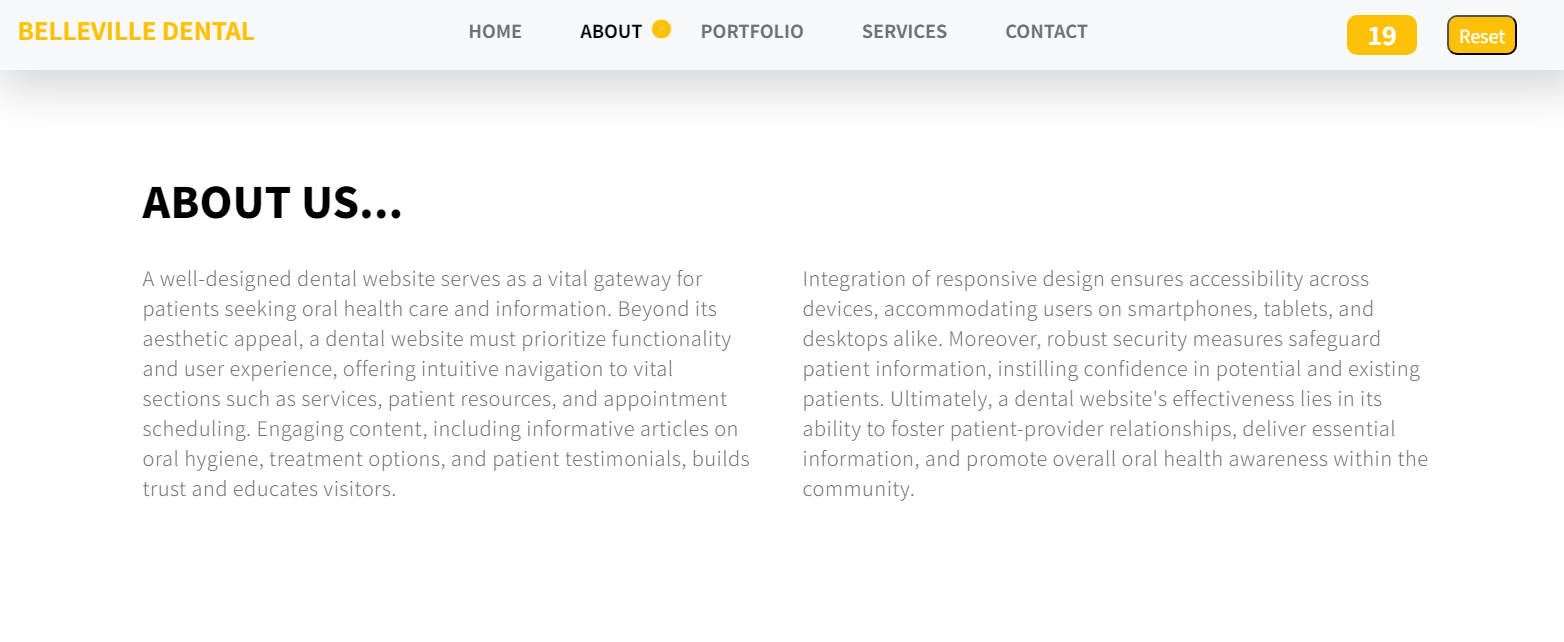 BELLEVILLE DENTAL
HOME
ABOUT
PORTFOLIO
SERVICES
CONTACT
19
Reset
ABOUT US...
A well-designed dental website serves as a vital gateway for
patients seeking oral health care and information. Beyond its
aesthetic appeal, a dental website must prioritize functionality
and user experience, offering intuitive navigation to vital
sections such as services, patient resources, and appointment
scheduling. Engaging content, including informative articles on
oral hygiene, treatment options, and patient testimonials, builds
trust and educates visitors.
Integration of responsive design ensures accessibility across
devices, accommodating users on smartphones, tablets, and
desktops alike. Moreover, robust security measures safeguard
patient information, instilling confidence in potential and existing
patients. Ultimately, a dental website's effectiveness lies in its
ability to foster patient-provider relationships, deliver essential
information, and promote overall oral health awareness within the
community.